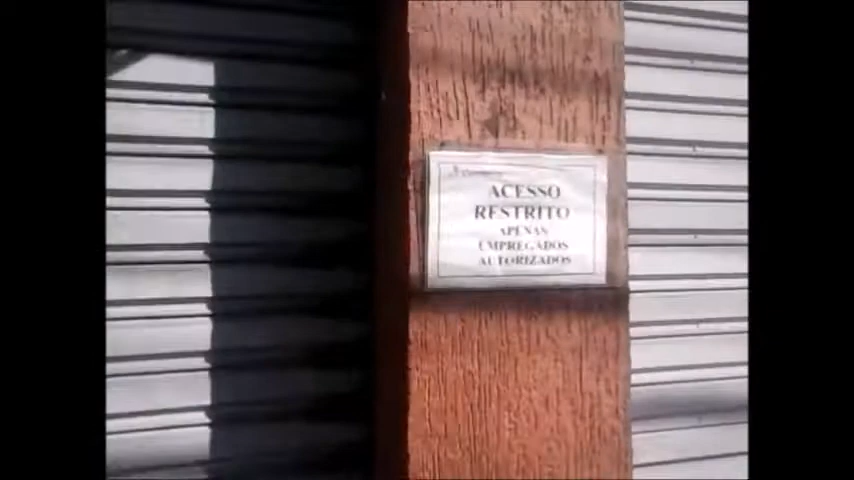 ACESSO
RESTRITO
APENAS
EMPREGADOS
AUTORIZADOS